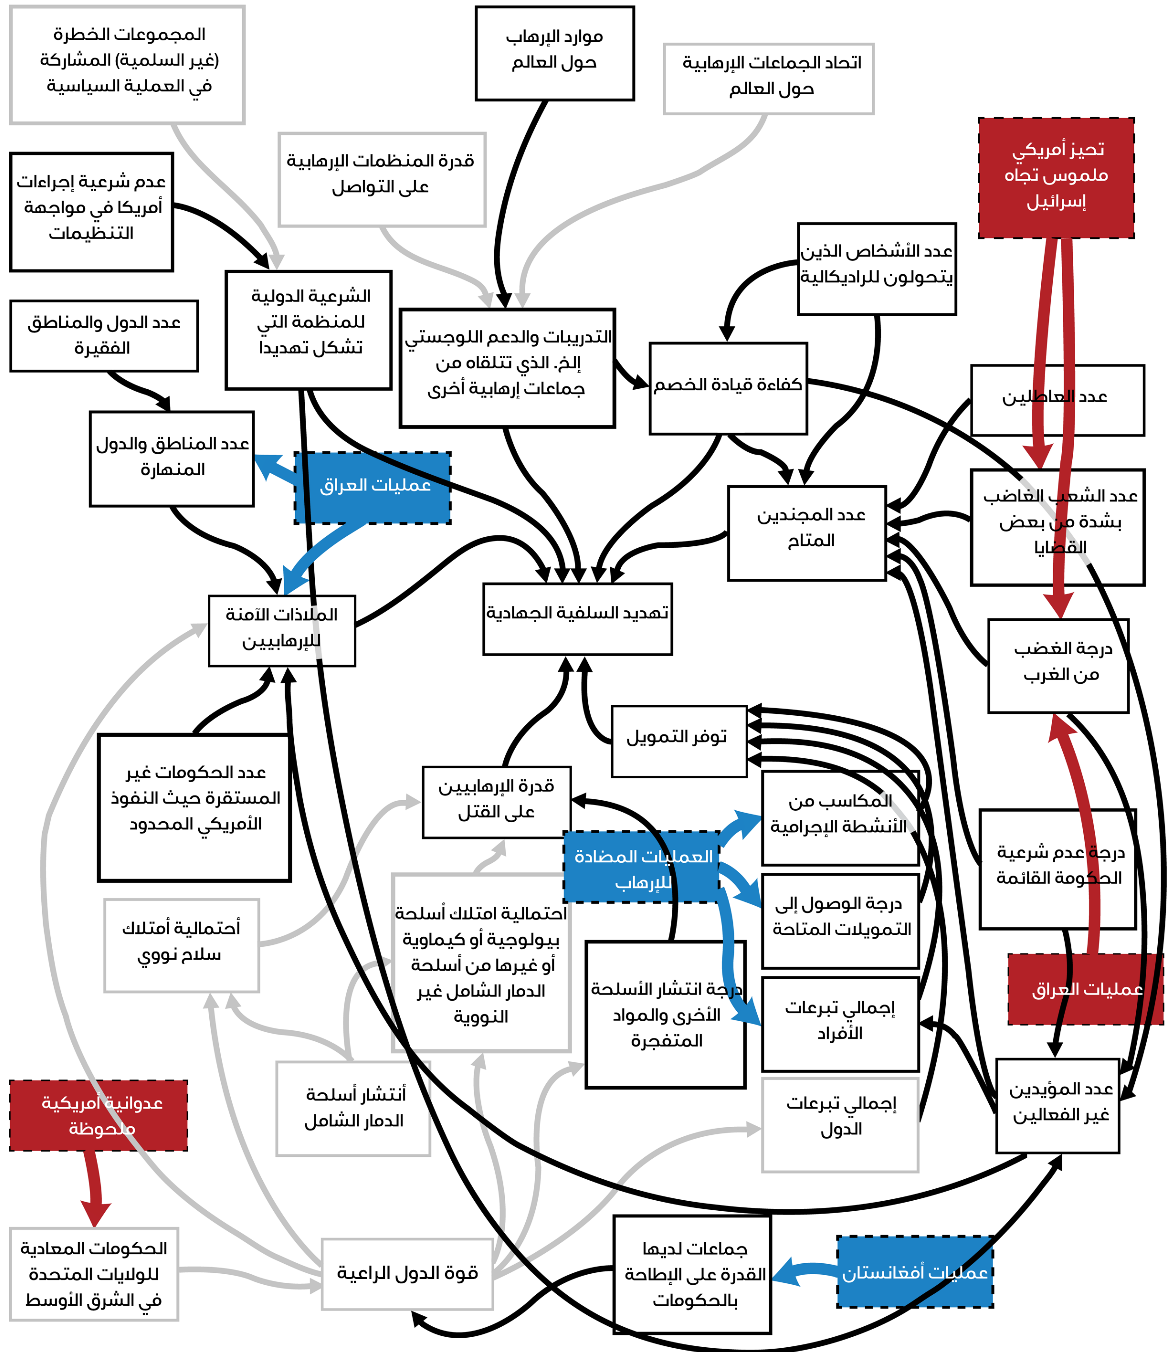 المجموعات الخطرة
(غير السلمية) المشاركة
في العملية السياسية
موارد الإرهاب
حول العالم
اتحاد الجماعات الإرهابية
حول العالم
تحيز أمريكي
ملموس تجاه
إسرائيل
قدرة المنظمات الإرهابية
على التواصل
عدم شرعية إجراءات
أمريكا في مواجهة
التنظيمات
عدد الأشخاص الذين
يتحولون للراديكالية
الشرعية الدولية
للمنظمة التي
تشكل تهديدا
عدد الدول والمناطق
الفقيرة
التدريبات والدعم اللوجستي
إلخ. الذي تتلقاه من
جماعات إرهابية أخرى
كفاءة قيادة الخصم
عدد العاطلين
عدد المناطق والدول
المنهارة
عمليات العراق
عدد المجندين
المتاح
عدد الشعب الغاضب
بشدة من بعض
القضايا
الملاذات الآمنة
للإرهابيين
تهديد السلفية الجهادية
درجة الغضب
من الغرب
توفر التمويل
عدد الحكومات غير
المستقرة حيث النفوذ
الأمريكي المحدود
قدرة الإرهابيين
على القتل
المكاسب من
الأنشطة الإجرامية
العمليات المضادة
للإرهاب
درجة عدم شرعية
الحكومة القائمة
درجة الوصول إلى
التمويلات المتاحة
أحتمالية أمتلاك
سلاح نووي
احتمالية امتلاك أسلحة
بيولوجية أو كيماوية
أو غيرها من أسلحة
الدمار الشامل غير
النووية
درجة انتشار الأسلحة
الأخرى والمواد
المتفجرة
إجمالي تبرعات
الأفراد
عمليات العراق
أنتشار أسلحة
الدمار الشامل
إجمالي تبرعات
الدول
عدد المؤيدين
غير الفعالين
عدوانية أمريكية
ملحوظة
الحكومات المعادية
للولايات المتحدة
في الشرق الأوسط
قوة الدول الراعية
جماعات لديها
القدرة على الإطاحة
بالحكومات
عمليات أفغانستان